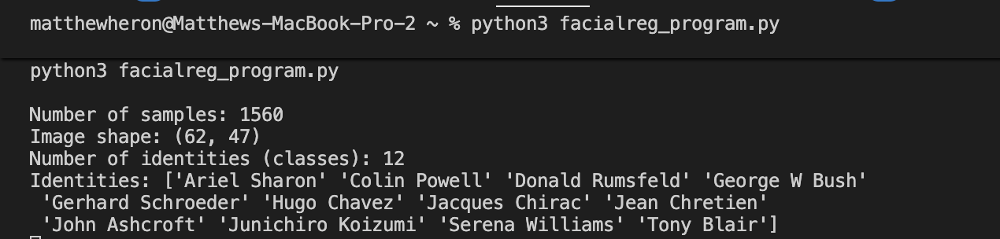 matthewheron@Matthews-MacBook-Pro-2 ~ % python3 facialreg_program.py
python3 facialreg_program.py
Number of samples: 1560
Image shape: (62, 47)
Number of identities (classes): 12
Identities: ['Ariel Sharon' 'Colin Powell' 'Donald Rumsfeld' 'George W Bush'
'Gerhard Schroeder' 'Hugo Chavez' 'Jacques Chirac' 'Jean Chretien'
'John Ashcroft' 'Junichiro Koizumi' 'Serena Williams' 'Tony Blair']